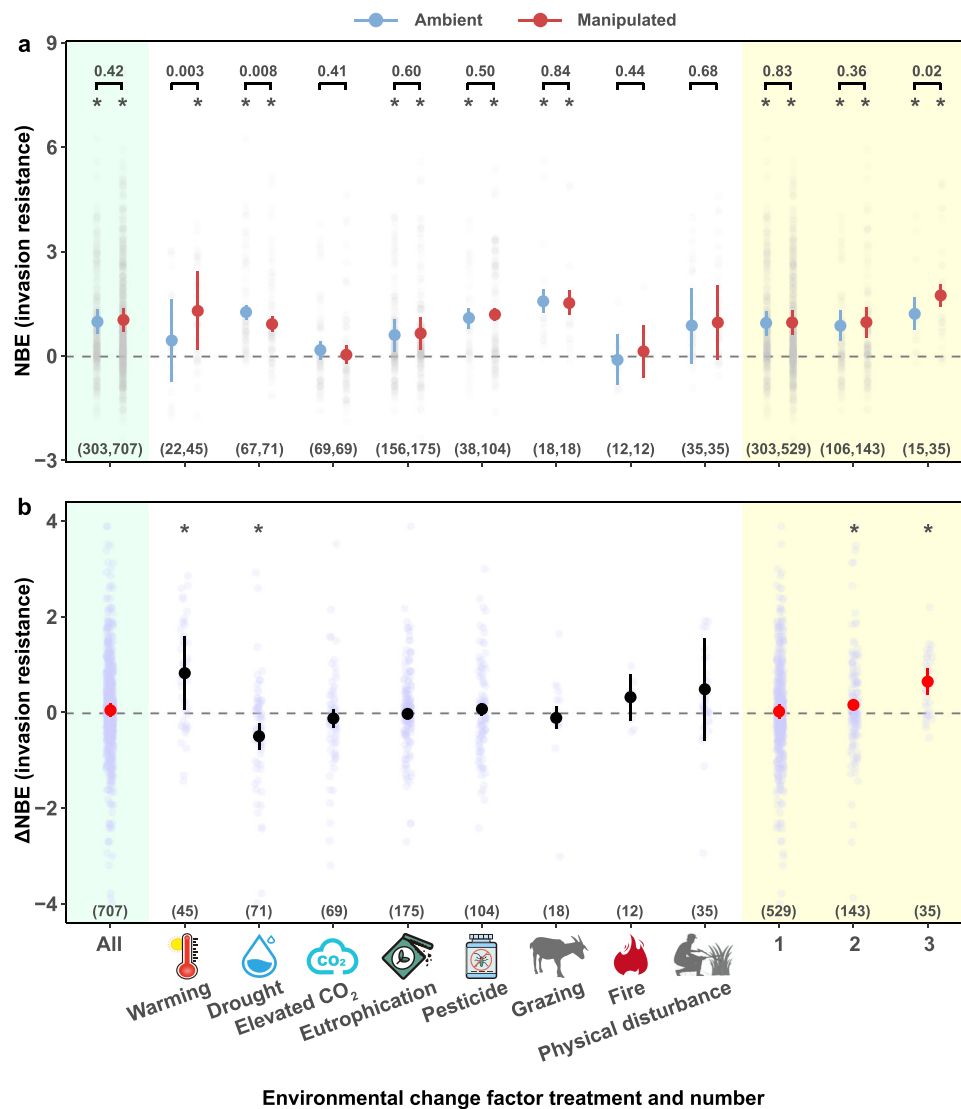 Ambient Manipulated
a
NBE (invasion resistance)
9
6
3
0
−3
0.42 0.003 0.008 0.41 0.60 0.50 0.84 0.44 0.68 0.83 0.36 0.02
* * * * * * * * * * * * * * * * *
(303,707) (22,45) (67,71) (69,69) (156,175) (38,104) (18,18) (12,12) (35,35) (303,529) (106,143) (15,35)
b
ΔNBE (invasion resistance)
4
2
0
−2
−4
* * * *
(707) (45) (71) (69) (175) (104) (18) (12) (35) (529) (143) (35)
All 1 2 3
CO₂
Warming
Drought
Elevated CO₂
Eutrophication
Pesticide
Grazing
Fire
Physical disturbance
Environmental change factor treatment and number